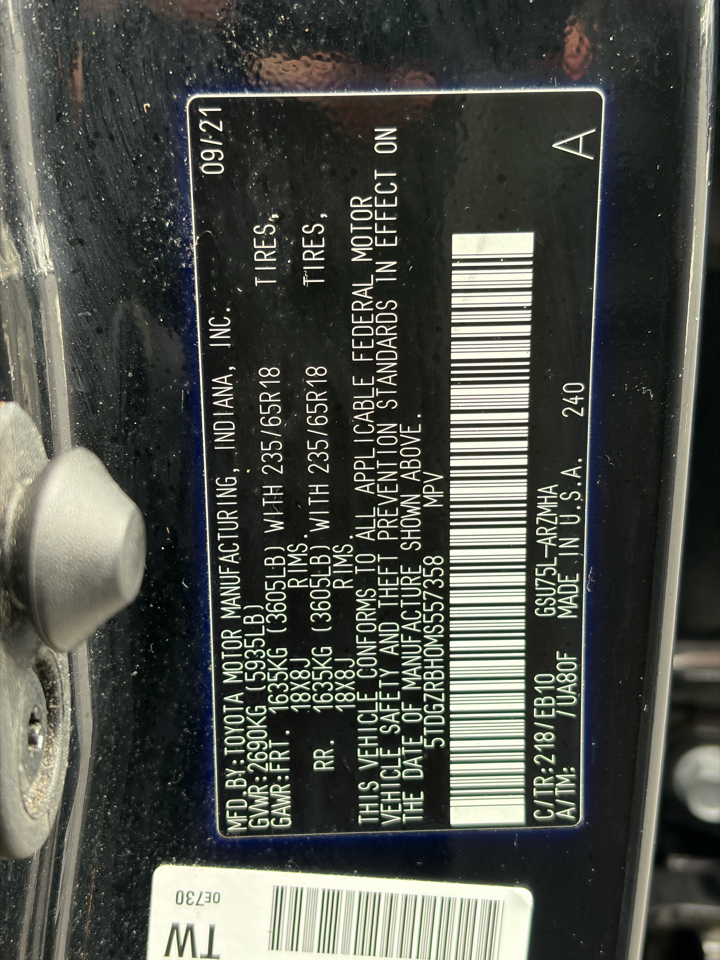 MFD BY:TOYOTA MOTOR MANUFACTURING, INDIANA, INC. 09/21
GVWR:2690KG (5935LB)
GAWR:FRT. 1635KG (3605LB) WITH 235/65R18 TIRES,
18X8J RIMS.
RR. 1635KG (3605LB) WITH 235/65R18 TIRES,
18X8J RIMS.
THIS VEHICLE CONFORMS TO ALL APPLICABLE FEDERAL MOTOR
VEHICLE SAFETY AND THEFT PREVENTION STANDARDS IN EFFECT ON
THE DATE OF MANUFACTURE SHOWN ABOVE.
5TDGZRBH0MS557358 MPV
C/TR:218/EB10 GSU75L-ARZMHA
A/TM: /UA80F MADE IN U.S.A. 240 A
0E730
TW